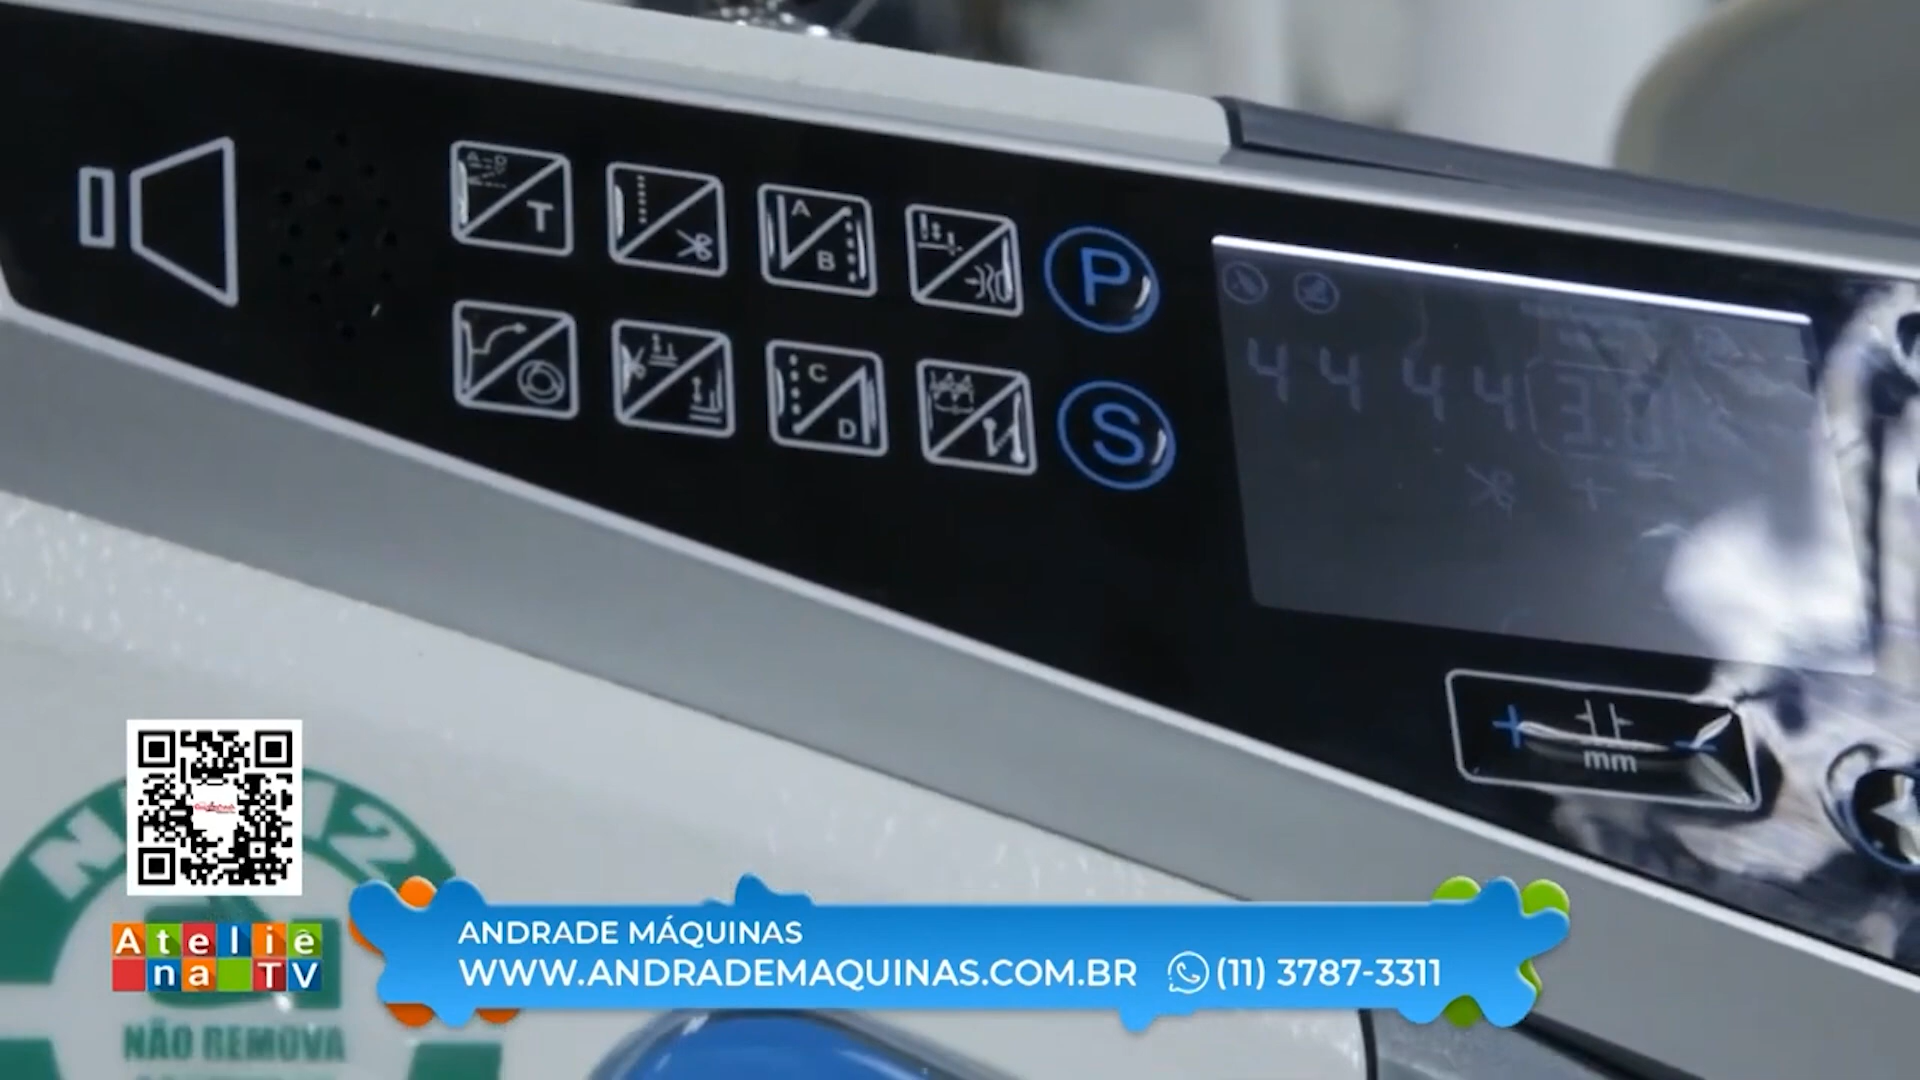 T
A
B
P
C
D
S
4 4 4 4 3.0
+ -
mm
Ateliê
na TV
ANDRADE MÁQUINAS
WWW.ANDRADEMAQUINAS.COM.BR (11) 3787-3311
NÃO REMOVA